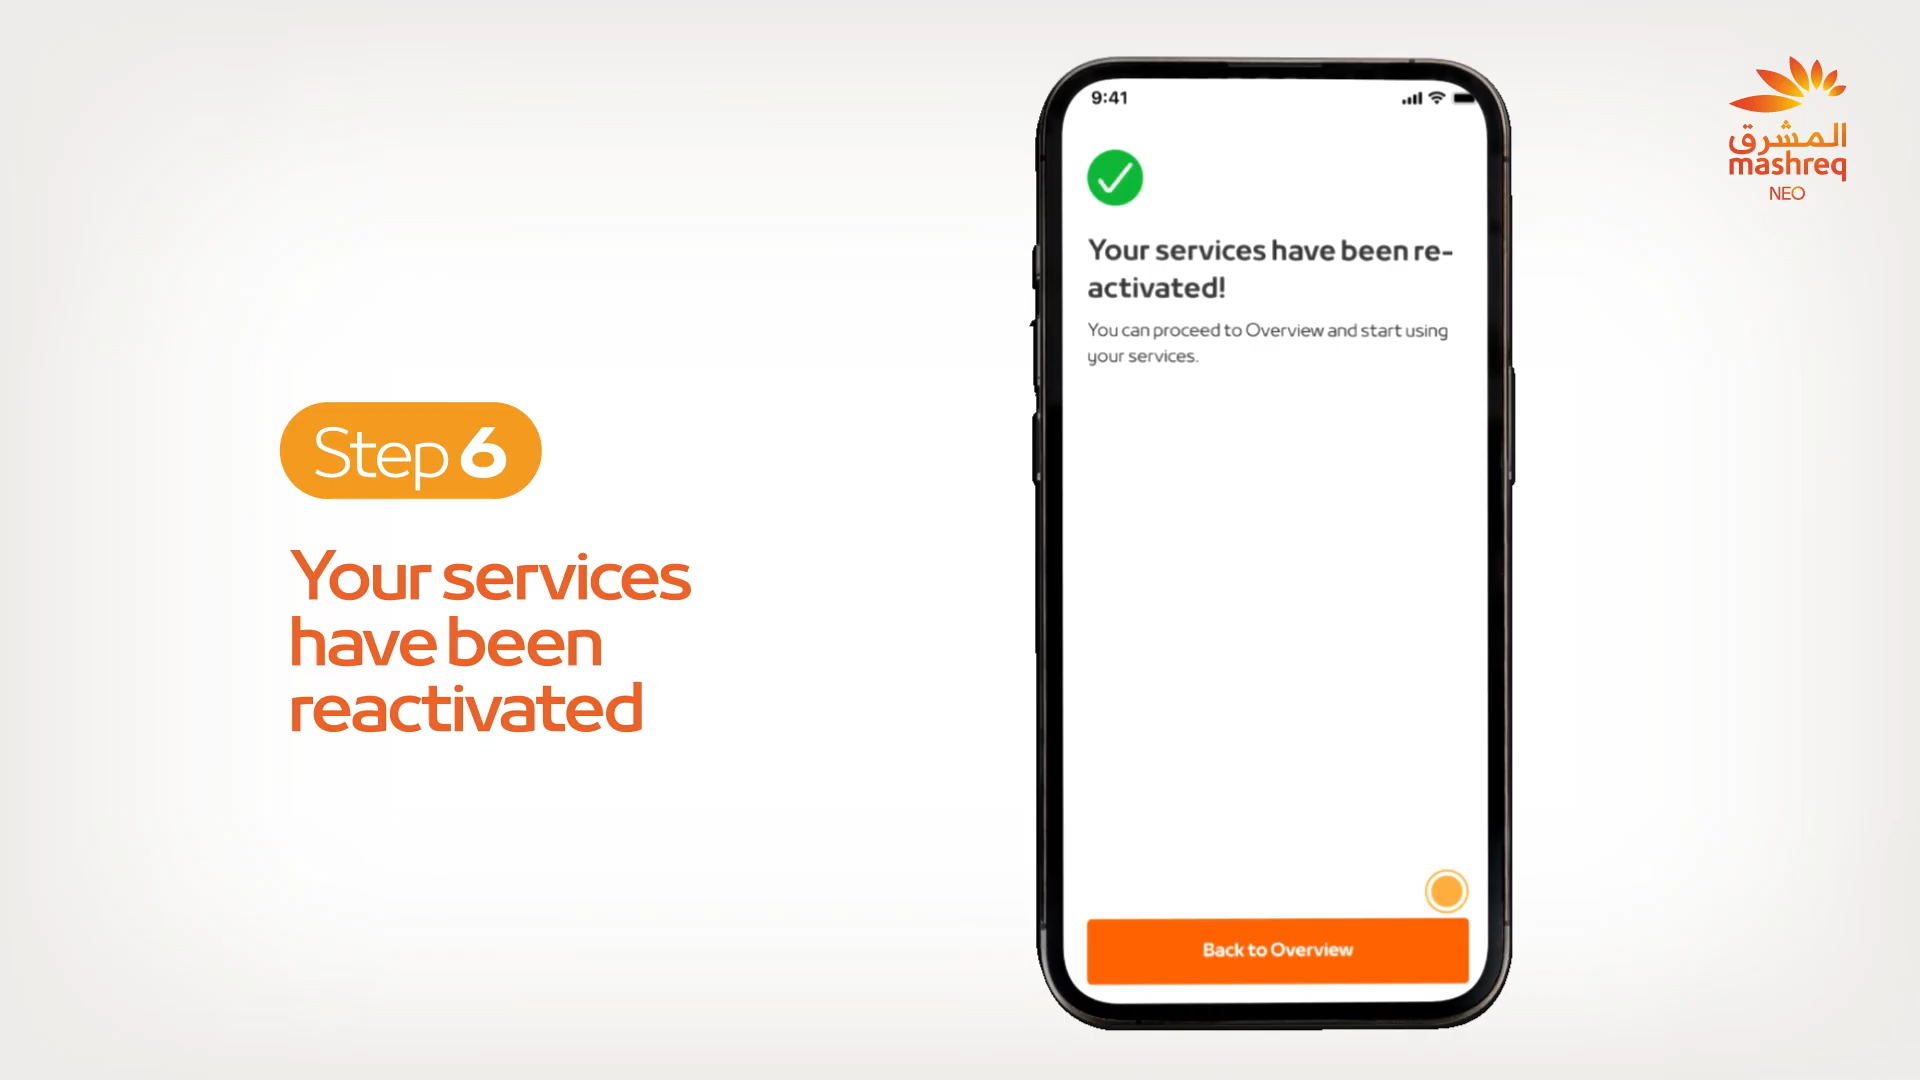 المشرق
mashreq
NEO
Step 6
Your services
have been
reactivated
9:41
Your services have been re-
activated!
You can proceed to Overview and start using
your services.
Back to Overview